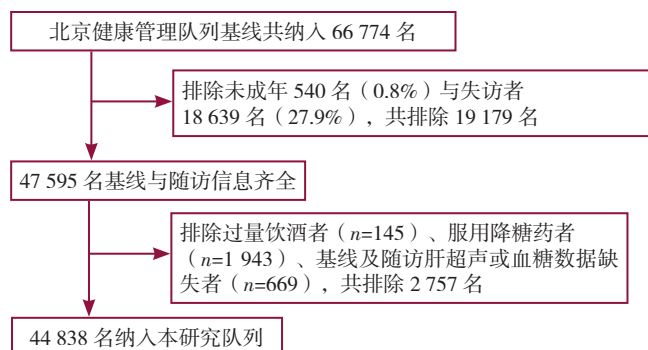 北京健康管理队列基线共纳入 66 774 名
排除未成年 540 名（0.8%）与失访者
18 639 名（27.9%），共排除 19 179 名
47 595 名基线与随访信息齐全
排除过量饮酒者（n=145）、服用降糖药者
（n=1 943）、基线及随访肝超声或血糖数据缺
失者（n=669），共排除 2 757 名
44 838 名纳入本研究队列